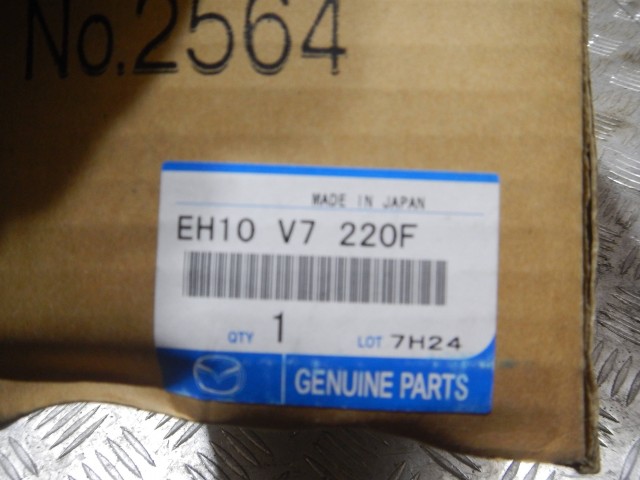 No.2564
MADE IN JAPAN
EH10 V7 220F
QTY 1 LOT 7H24
GENUINE PARTS